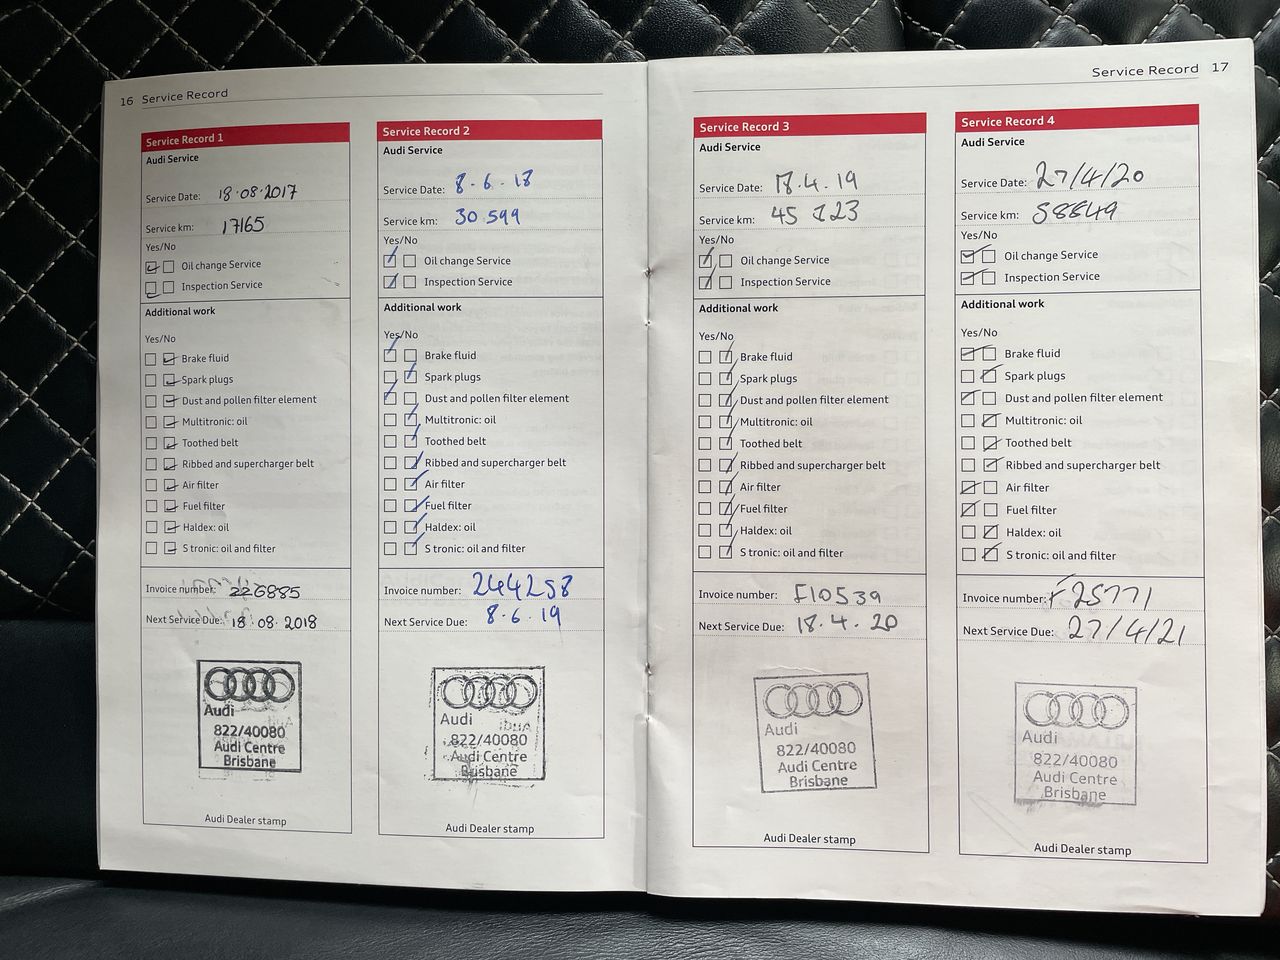 16 Service Record
Service Record 1
Audi Service
Service Date: 18.08.2017
Service km: 17165
Yes/No
Oil change Service
Inspection Service
Additional work
Yes/No
Brake fluid
Spark plugs
Dust and pollen filter element
Multitronic: oil
Toothed belt
Ribbed and supercharger belt
Air filter
Fuel filter
Haldex: oil
S tronic: oil and filter
Invoice number: 226885
Next Service Due: 18.08.2018
Audi
822/40080
Audi Centre
Brisbane
Audi Dealer stamp
Service Record 2
Audi Service
Service Date: 8.6.18
Service km: 30 599
Yes/No
Oil change Service
Inspection Service
Additional work
Yes/No
Brake fluid
Spark plugs
Dust and pollen filter element
Multitronic: oil
Toothed belt
Ribbed and supercharger belt
Air filter
Fuel filter
Haldex: oil
S tronic: oil and filter
Invoice number: 244258
Next Service Due: 8.6.19
Audi
822/40080
Audi Centre
Brisbane
Audi Dealer stamp
Service Record 17
Service Record 3
Audi Service
Service Date: 18.4.19
Service km:
Yes/No
Oil change Service
Inspection Service
Additional work
Yes/No
Brake fluid
Spark plugs
Dust and pollen filter element
Multitronic: oil
Toothed belt
Ribbed and supercharger belt
Air filter
Fuel filter
Haldex: oil
S tronic: oil and filter
Invoice number: F10539
Next Service Due: 18.4.20
Audi
822/40080
Audi Centre
Brisbane
Audi Dealer stamp
Service Record 4
Audi Service
Service Date: 27/4/20
Service km: 58849
Yes/No
Oil change Service
Inspection Service
Additional work
Yes/No
Brake fluid
Spark plugs
Dust and pollen filter element
Multitronic: oil
Toothed belt
Ribbed and supercharger belt
Air filter
Fuel filter
Haldex: oil
S tronic: oil and filter
Invoice number: F25771
Next Service Due: 27/4/21
Audi
822/40080
Audi Centre
Brisbane
Audi Dealer stamp